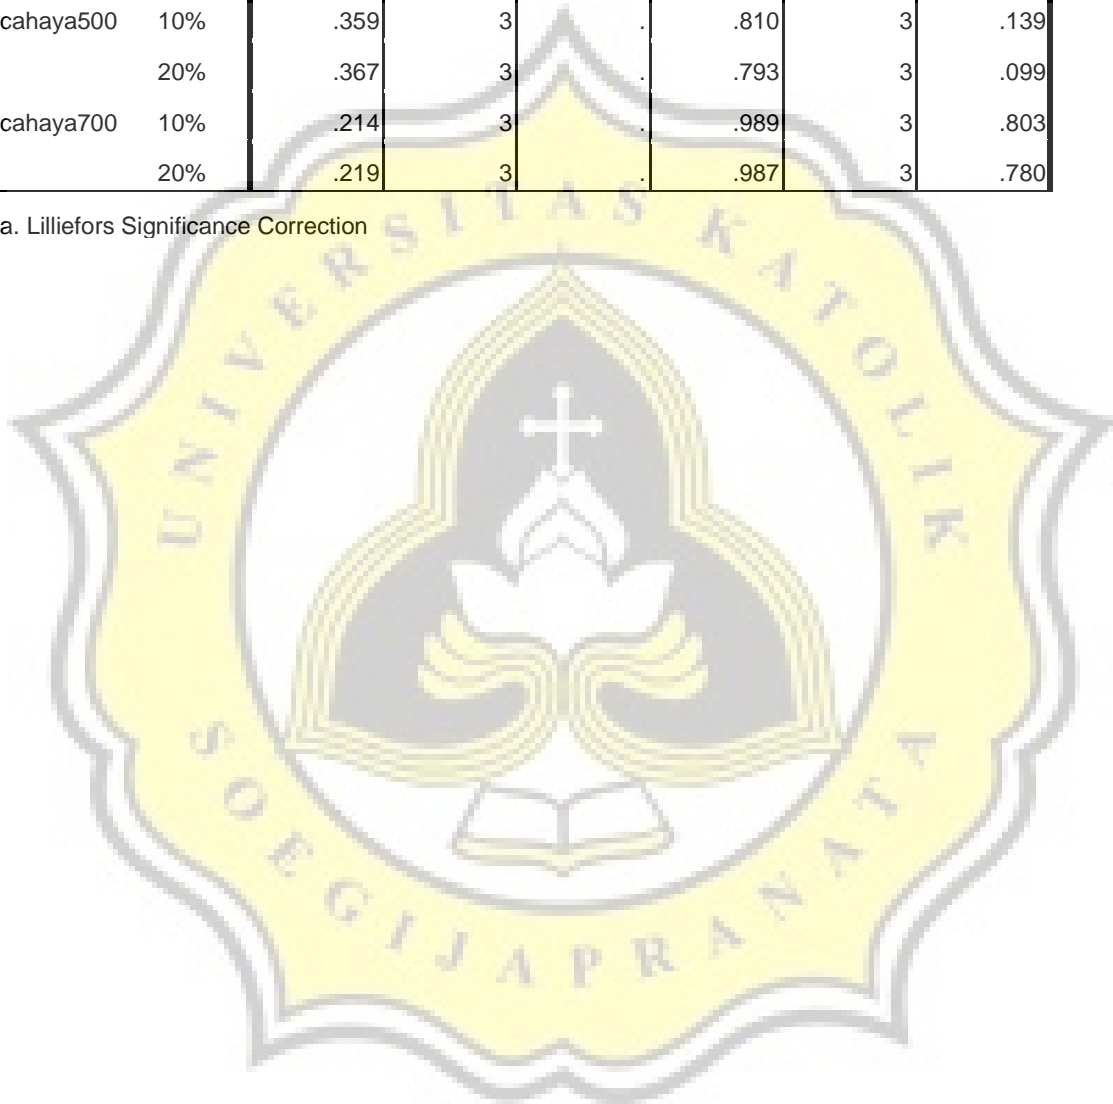 cahaya500 10% .359 3 . .810 3 .139
20% .367 3 . .793 3 .099
cahaya700 10% .214 3 . .989 3 .803
20% .219 3 . .987 3 .780
a. Lilliefors Significance Correction
UNIVERSITAS KATOLIK
SOEGIJAPRANATA